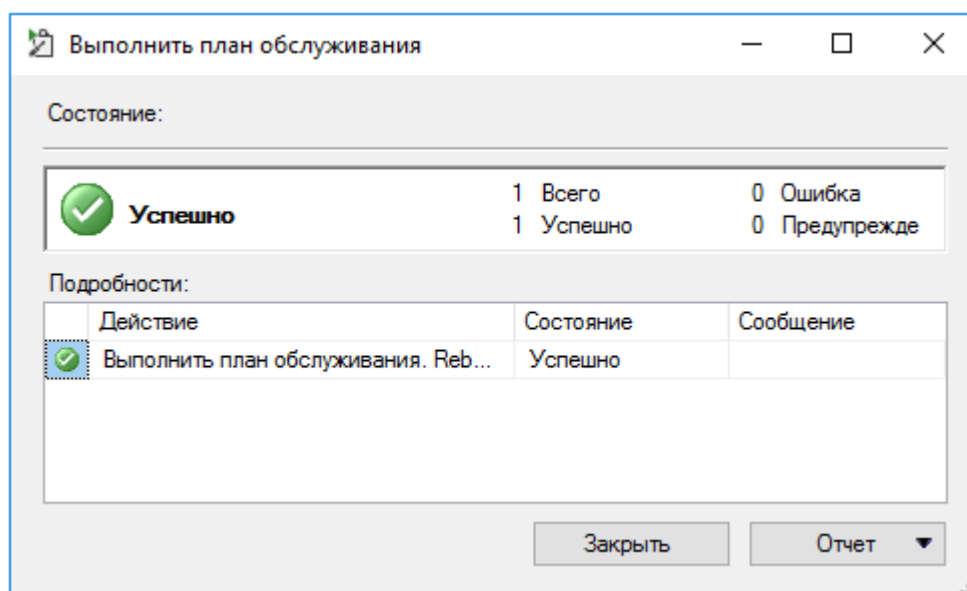 Выполнить план обслуживания
Состояние:
Успешно
1 Всего
0 Ошибка
1 Успешно
0 Предупрежде
Подробности:
Действие Состояние Сообщение
Выполнить план обслуживания. Reb... Успешно
Закрыть Отчет